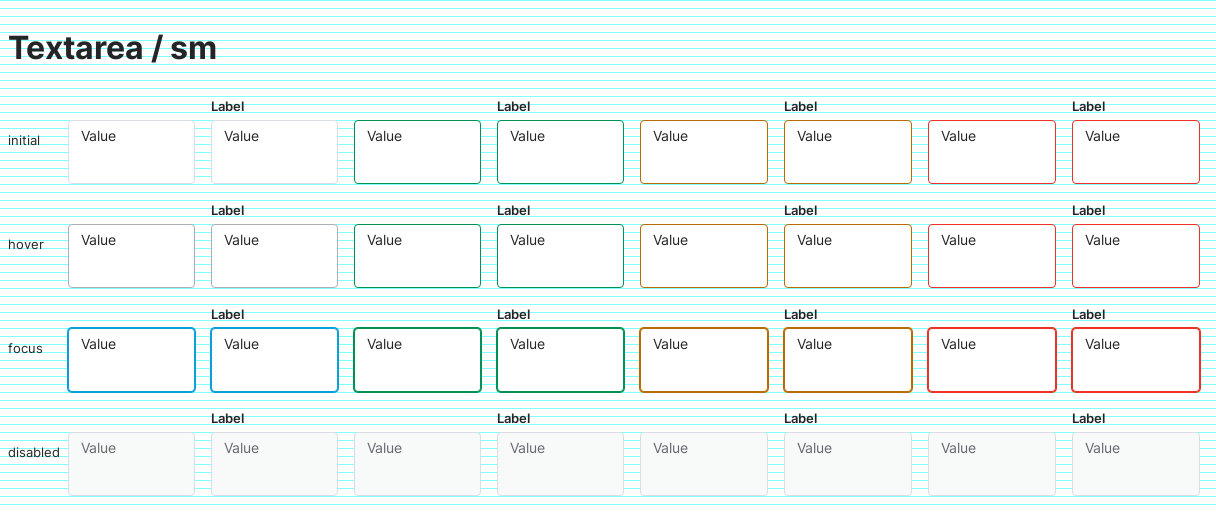 Textarea / sm
Label Label Label Label
initial Value Value Value Value Value Value Value Value
Label Label Label Label
hover Value Value Value Value Value Value Value Value
Label Label Label Label
focus Value Value Value Value Value Value Value Value
Label Label Label Label
disabled Value Value Value Value Value Value Value Value